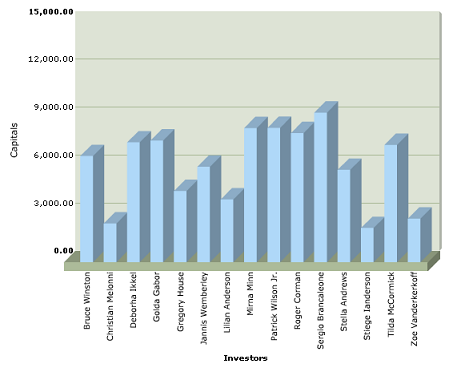 15,000.00
12,000.00
9,000.00
6,000.00
3,000.00
0.00
Capitals
Bruce Winston
Christian Melonni
Deborha Ikkel
Golda Gabor
Gregory House
Jannis Wemberley
Lilian Anderson
Mirna Minn
Patrick Wilson Jr.
Roger Corman
Sergio Brancaleone
Stella Andrews
Stiege Ianderson
Tilda McCormick
Zoe Vanderkerkoff
Investors